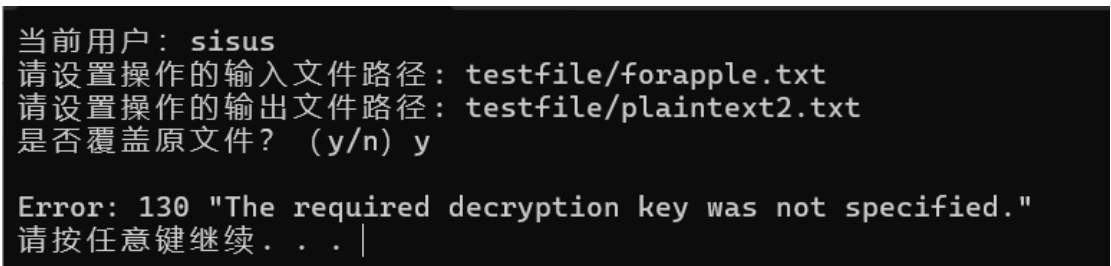 当前用户: sisus
请设置操作的输入文件路径: testfile/forapple.txt
请设置操作的输出文件路径: testfile/plaintext2.txt
是否覆盖原文件? (y/n) y
Error: 130 "The required decryption key was not specified."
请按任意键继续. . .